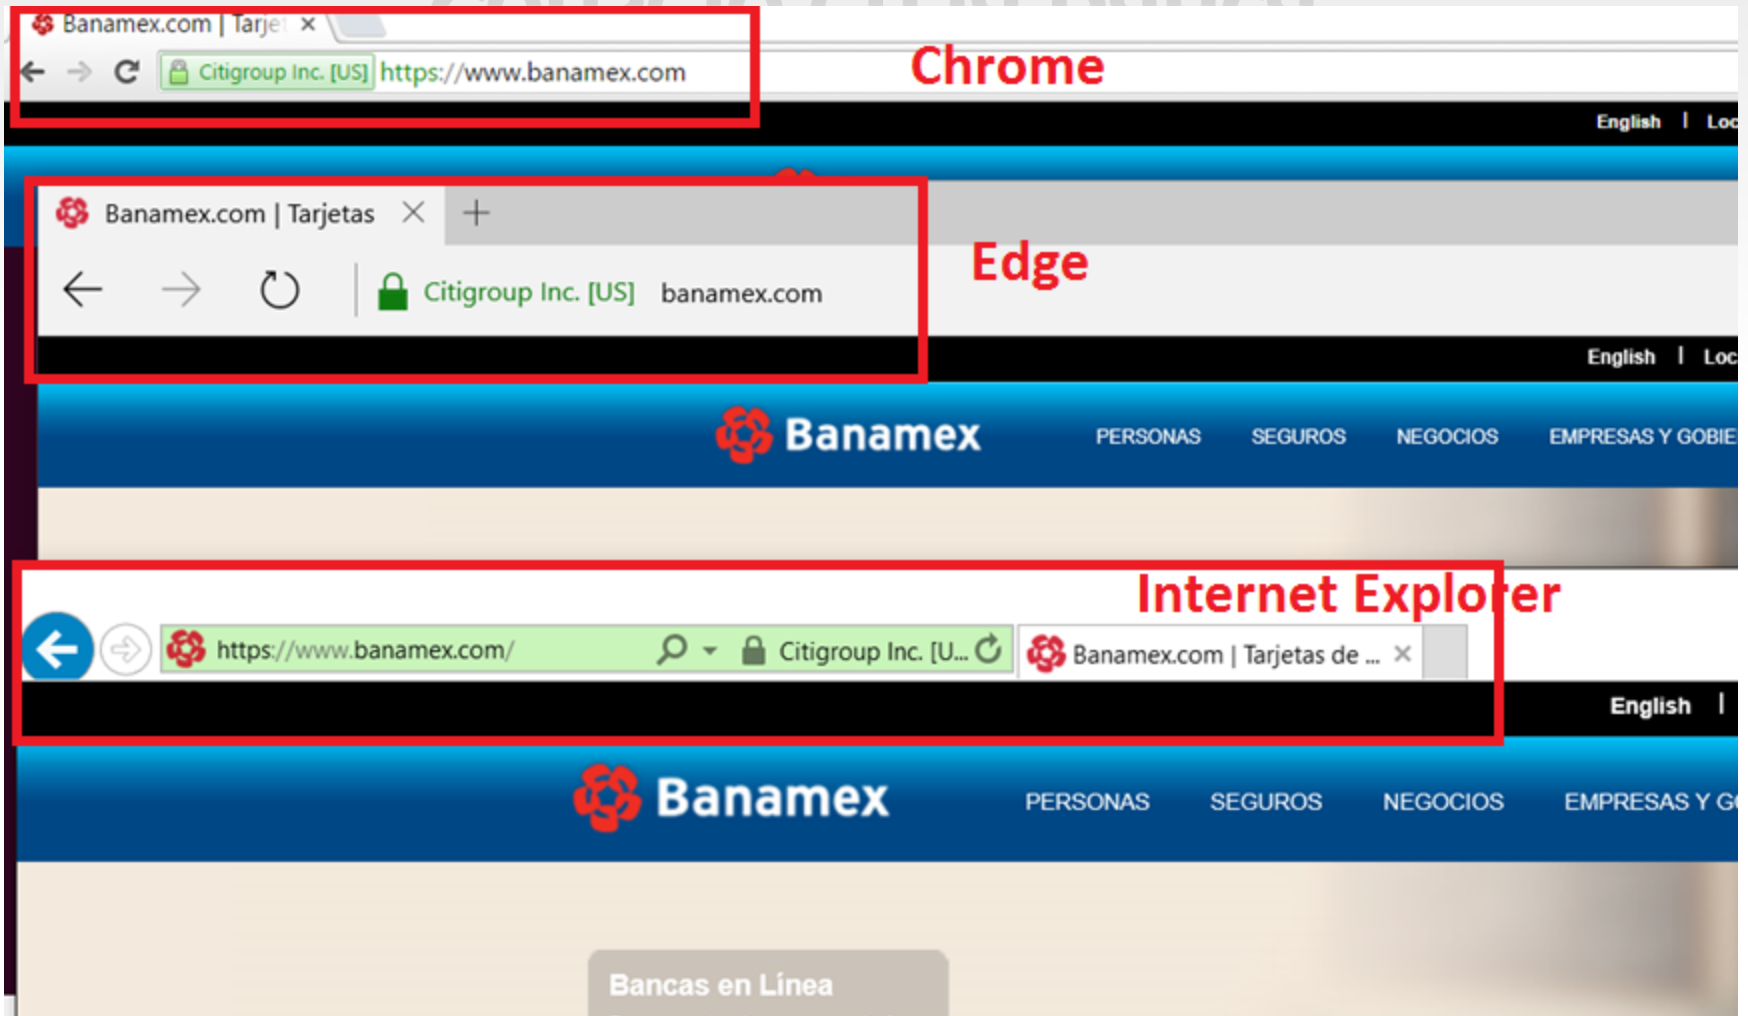 Banamex.com | Tarjet
Citigroup Inc. [US] https://www.banamex.com
Chrome
English | Loc
Banamex.com | Tarjetas
Edge
Citigroup Inc. [US] banamex.com
English | Loc
Banamex PERSONAS SEGUROS NEGOCIOS EMPRESAS Y GOBIE
Internet Explorer
https://www.banamex.com/ Citigroup Inc. [U... Banamex.com | Tarjetas de ...
English |
Banamex PERSONAS SEGUROS NEGOCIOS EMPRESAS Y G
Bancas en Línea